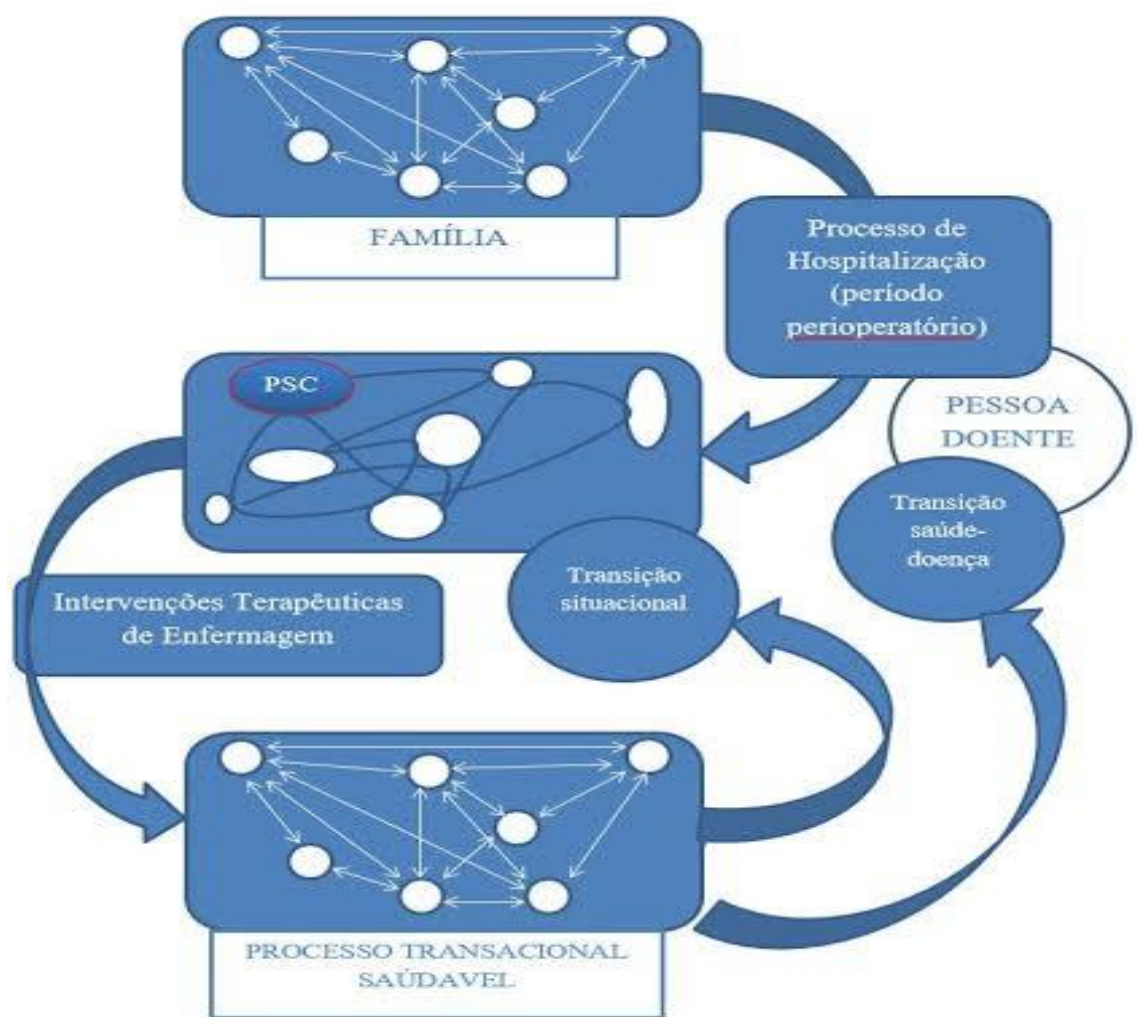 FAMÍLIA
Processo de
Hospitalização
(período
perioperatório)
PSC
PESSOA
DOENTE
Transição
saúde-
doença
Transição
situacional
Intervenções Terapêuticas
de Enfermagem
PROCESSO TRANSACIONAL
SAÚDAVEL